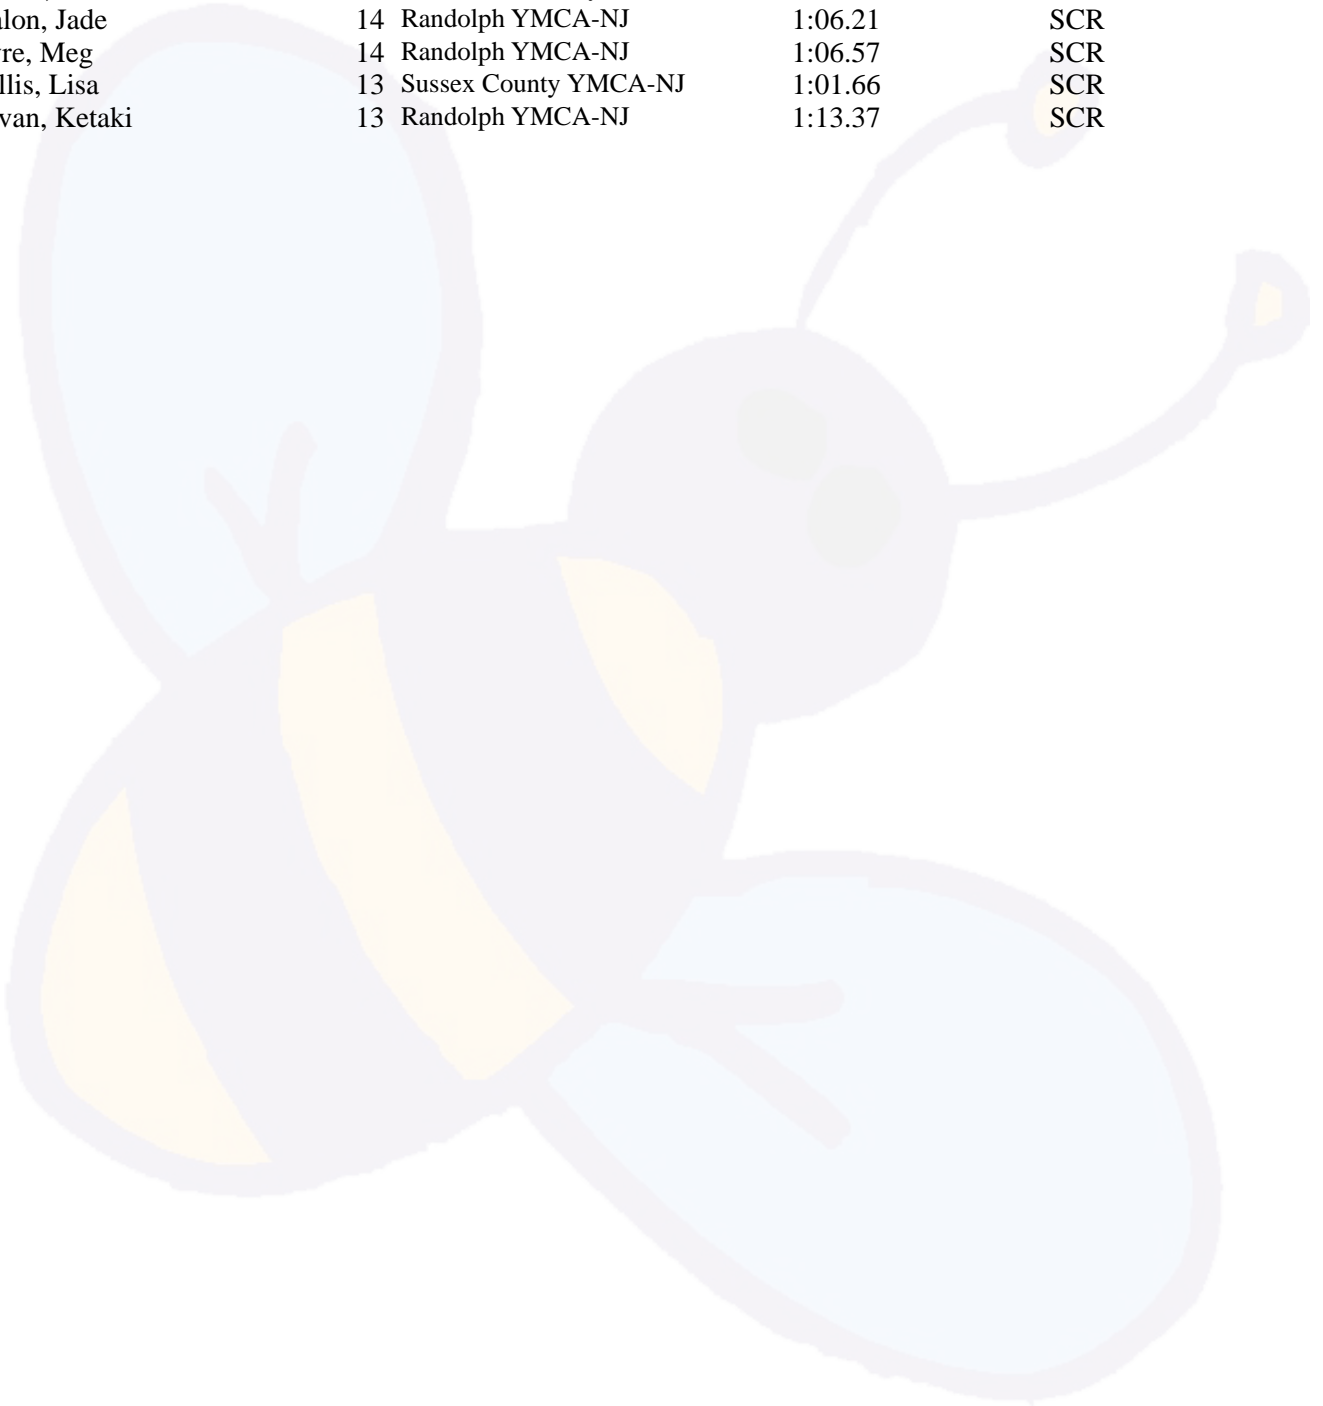 alon, Jade 14 Randolph YMCA-NJ 1:06.21 SCR
yre, Meg 14 Randolph YMCA-NJ 1:06.57 SCR
llis, Lisa 13 Sussex County YMCA-NJ 1:01.66 SCR
van, Ketaki 13 Randolph YMCA-NJ 1:13.37 SCR